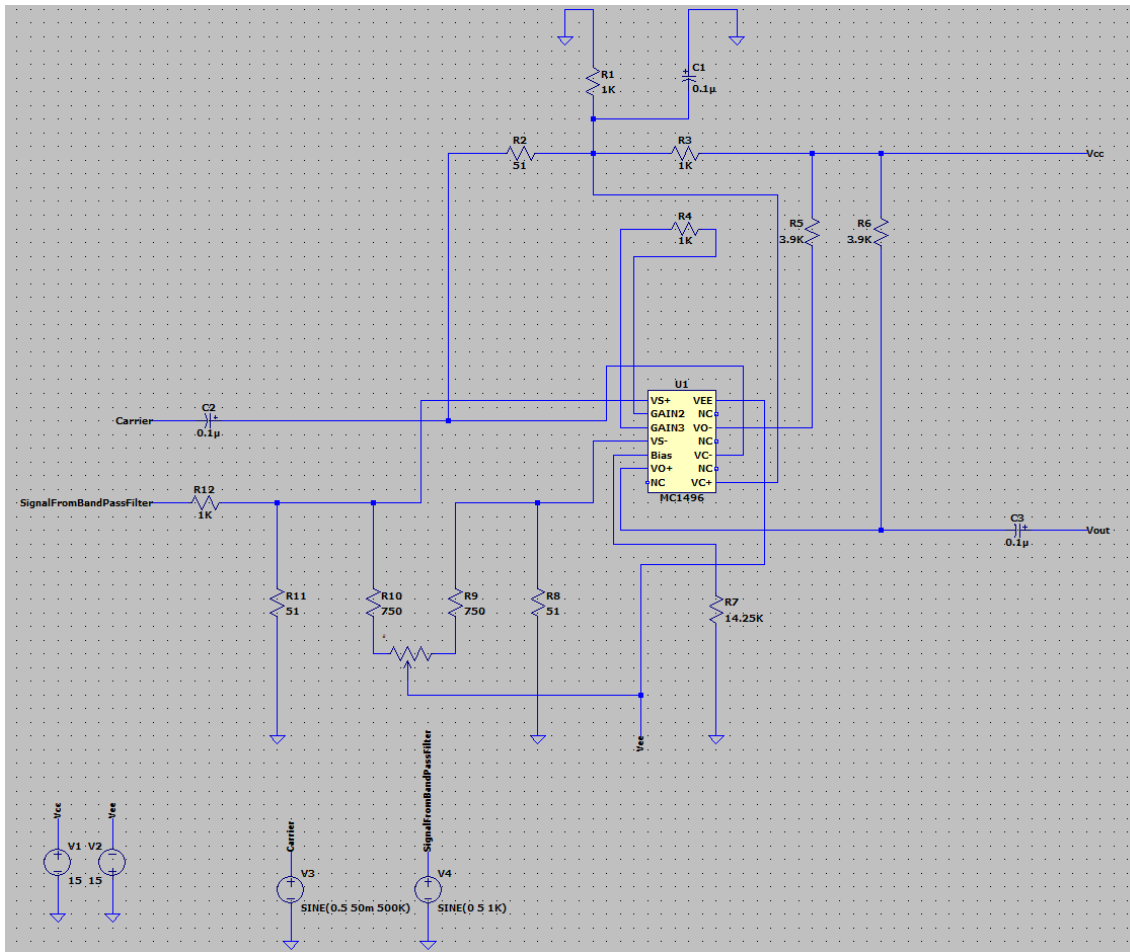 R1
1K
C1
0.1µ
R2
51
R3
1K
Vcc
R4
1K
R5
3.9K
R6
3.9K
U1
VS+
VEE
GAIN2
NC
GAIN3
VO-
VS-
NC
Bias
VC-
VO+
NC
NC
VC+
MC1496
Carrier
C2
0.1µ
SignalFromBandPassFilter
R12
1K
C3
0.1µ
Vout
R11
51
R10
750
R9
750
R8
51
R7
14.25K
Vee
Vcc
Vee
Carrier
SignalFromBandPassFilter
V1
15
V2
15
V3
SINE(0.5 50m 500K)
V4
SINE(0 5 1K)